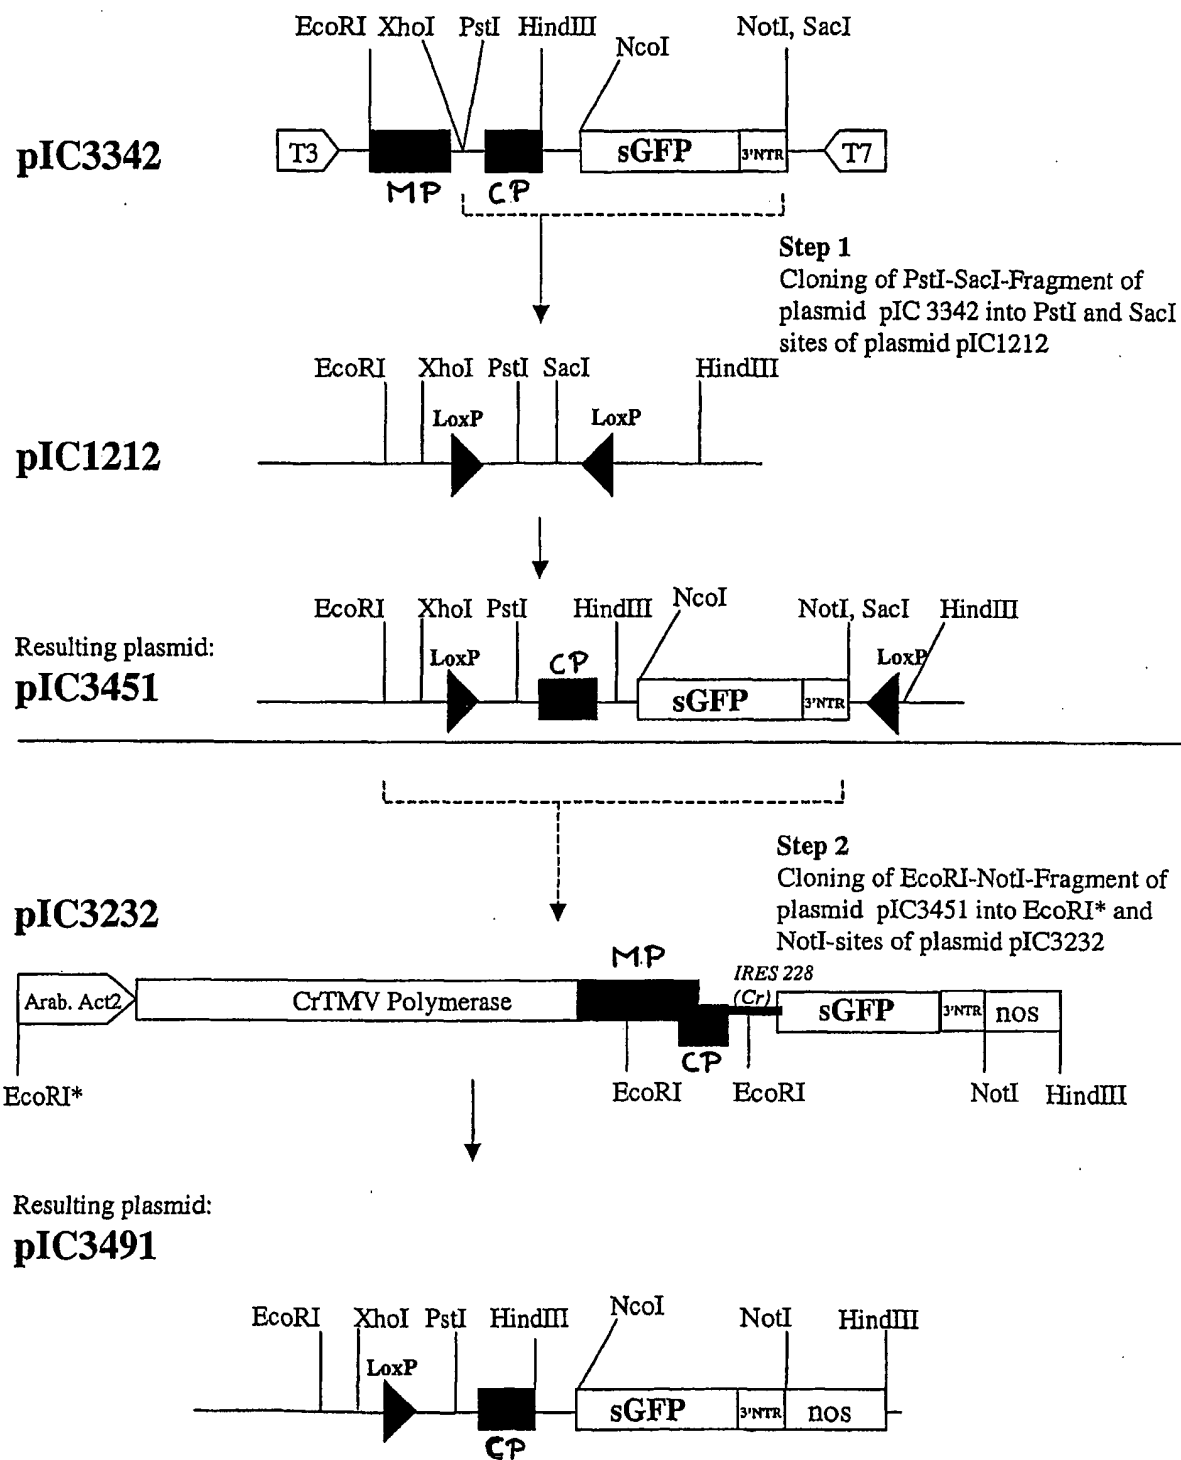 EcoRI XhoI PstI HindIII NotI, SacI
NcoI
pIC3342
T3 sGFP 3'NTR T7
MP CP
Step 1
Cloning of PstI-SacI-Fragment of
plasmid pIC 3342 into PstI and SacI
sites of plasmid pIC1212
EcoRI XhoI PstI SacI HindIII
LoxP LoxP
pIC1212
EcoRI XhoI PstI HindIII NcoI NotI, SacI HindIII
Resulting plasmid:
LoxP CP LoxP
pIC3451
sGFP 3'NTR
Step 2
Cloning of EcoRI-NotI-Fragment of
plasmid pIC3451 into EcoRI* and
NotI-sites of plasmid pIC3232
pIC3232
MP IRES 228
(Cr)
Arab. Act2 CrTMV Polymerase sGFP 3'NTR nos
CP
EcoRI* EcoRI EcoRI NotI HindIII
Resulting plasmid:
pIC3491
EcoRI XhoI PstI HindIII NcoI NotI HindIII
LoxP
sGFP 3'NTR nos
CP